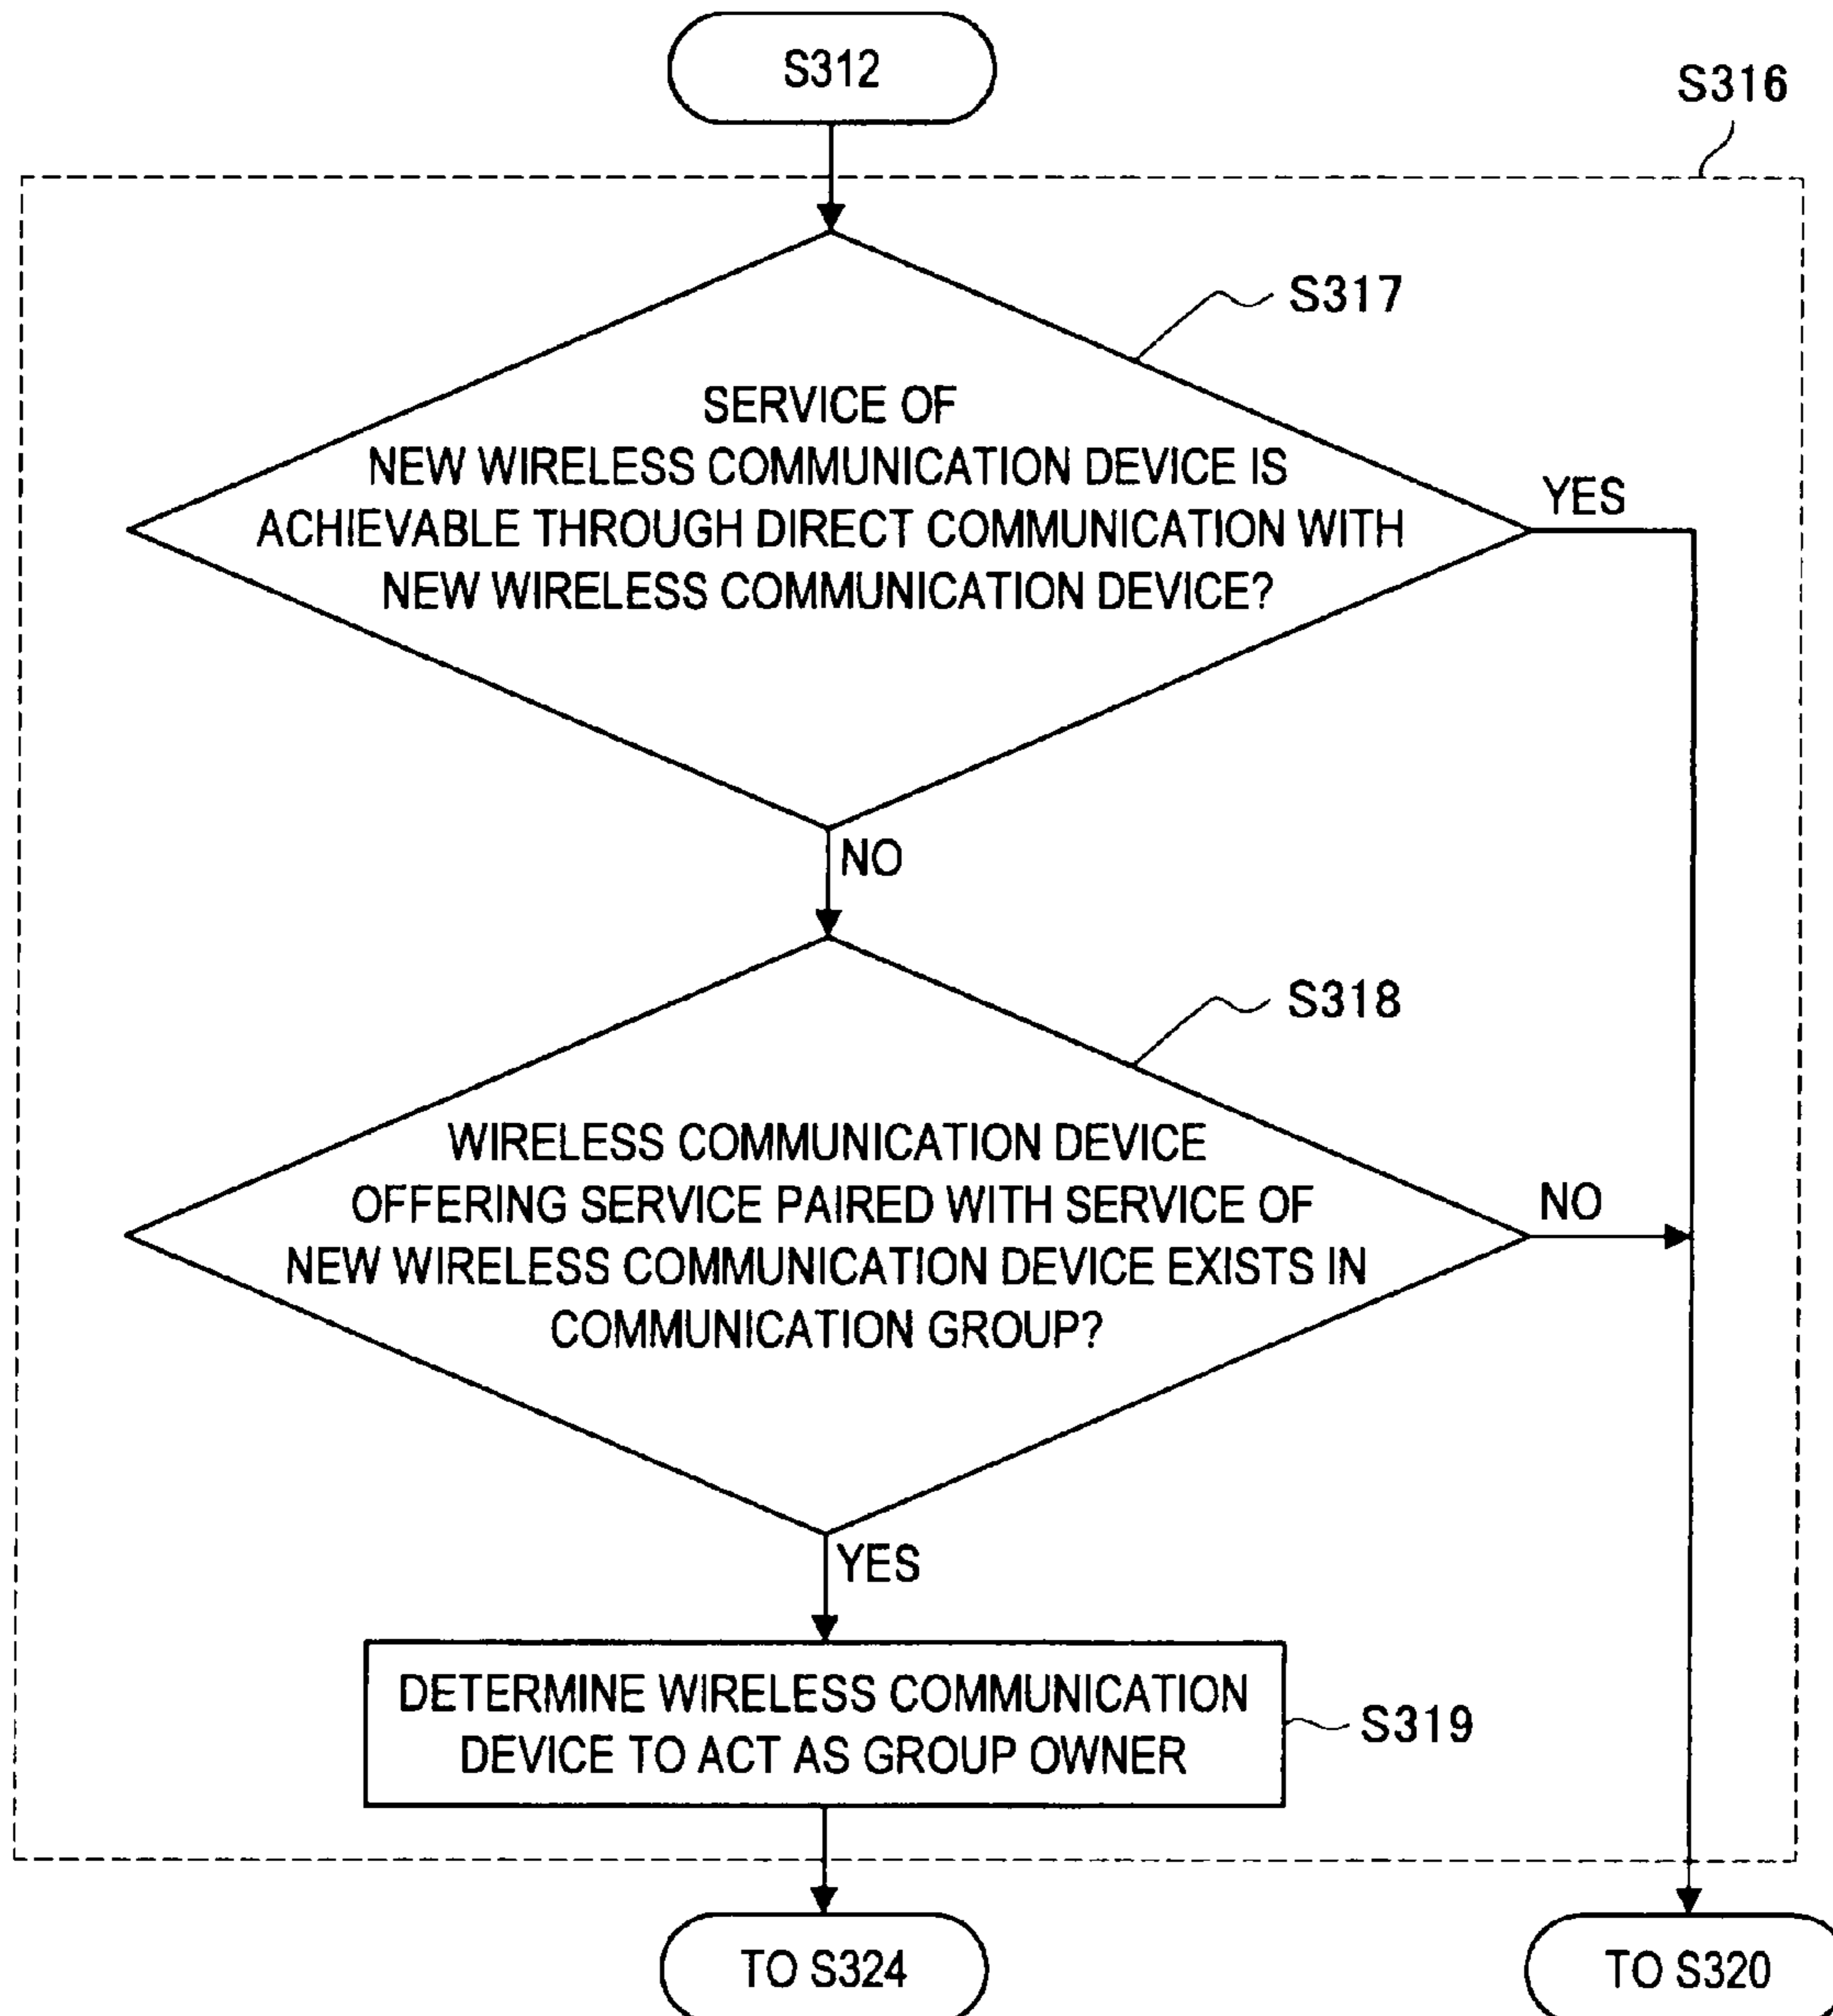 S312
S316
S317
SERVICE OF
NEW WIRELESS COMMUNICATION DEVICE IS
ACHIEVABLE THROUGH DIRECT COMMUNICATION WITH
NEW WIRELESS COMMUNICATION DEVICE?
YES
NO
S318
WIRELESS COMMUNICATION DEVICE
OFFERING SERVICE PAIRED WITH SERVICE OF
NEW WIRELESS COMMUNICATION DEVICE EXISTS IN
COMMUNICATION GROUP?
NO
YES
DETERMINE WIRELESS COMMUNICATION
DEVICE TO ACT AS GROUP OWNER
S319
TO S324
TO S320